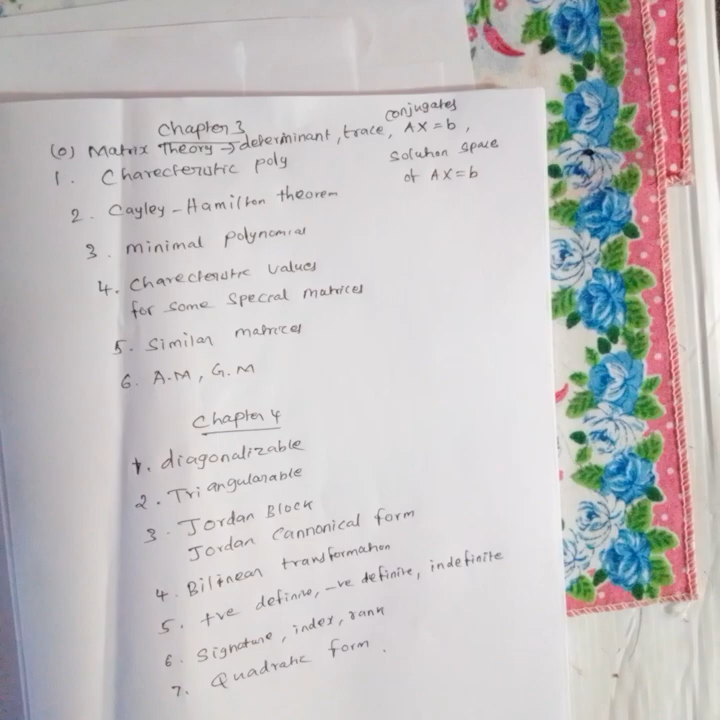 Chapter 3
(0) Matrix Theory → determinant, trace, conjugates AX=b,
solution space
of AX=b
1. Charecteristic poly
2. Cayley-Hamilton theorem
3. minimal polynomial
4. Charecteristic values
for some special matrices
5. Similar matrices
6. A.M, G.M
Chapter 4
1. diagonalizable
2. Triangularable
3. Jordan Block
Jordan Cannonical form
4. Bilinear transformation
5. +ve definite, -ve definite, indefinite
6. Signature, index, rank
7. Quadratic form.